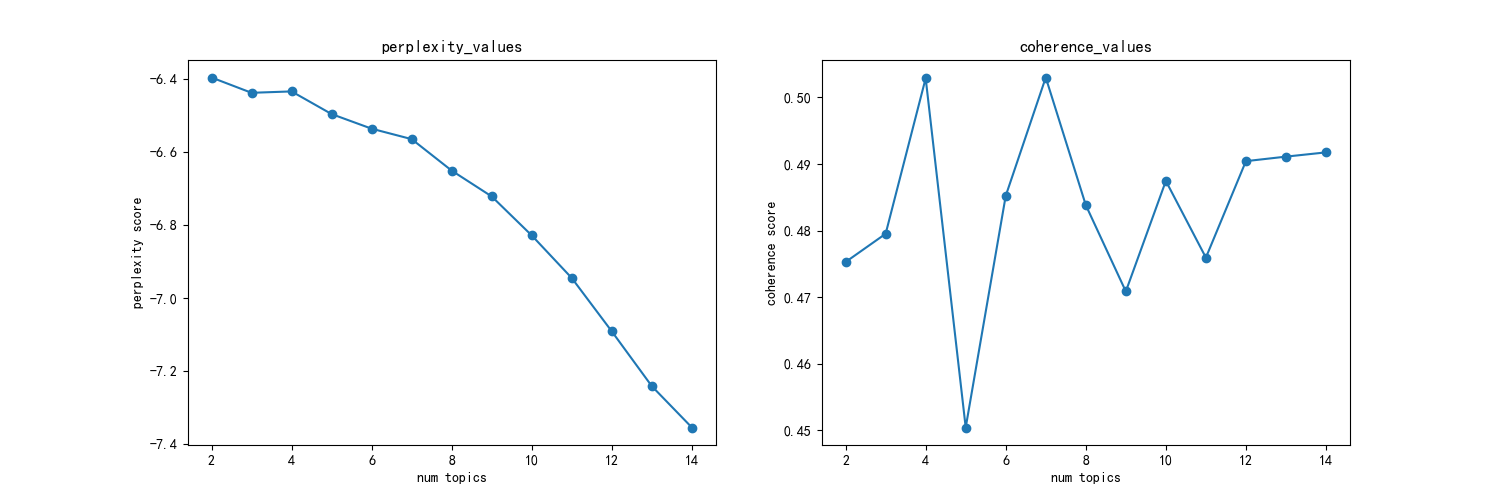 perplexity_values
-6.4
-6.6
-6.8
-7.0
-7.2
-7.4
perplexity score
2 4 6 8 10 12 14
num topics
coherence_values
0.50
0.49
0.48
0.47
0.46
0.45
coherence score
2 4 6 8 10 12 14
num topics